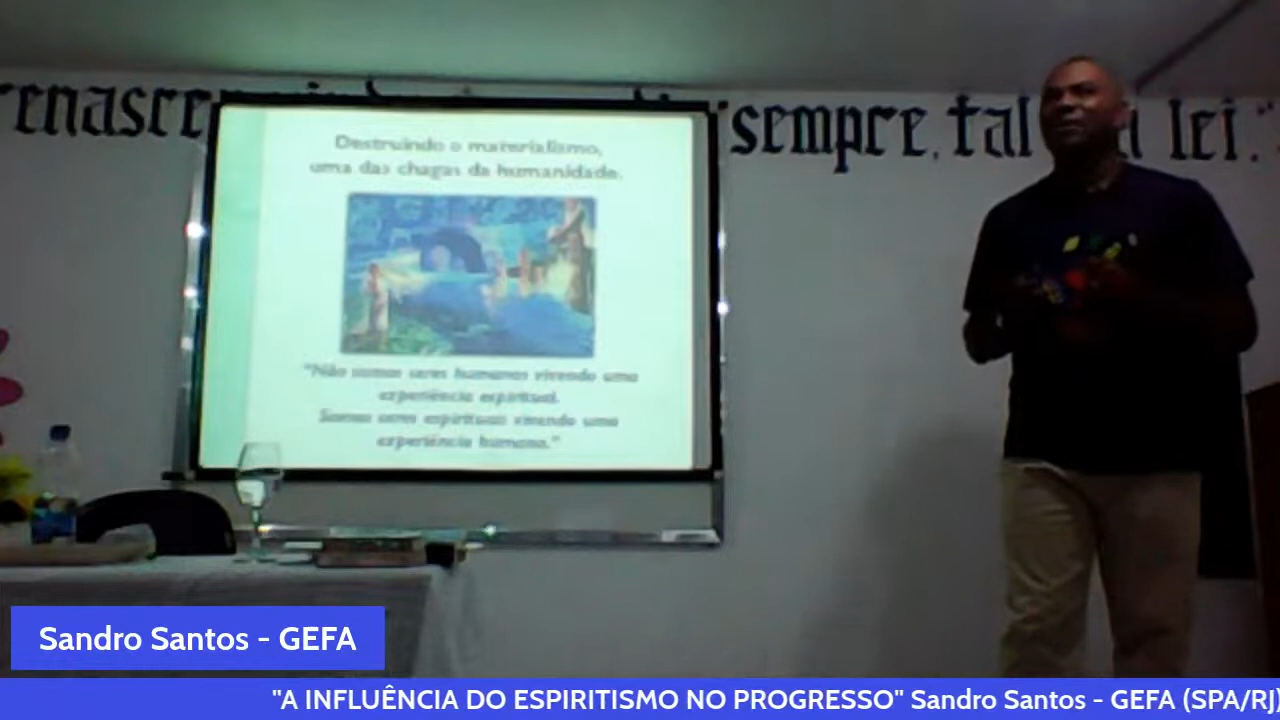 renascer
sempre, tal
lei."
Destruindo o materialismo,
uma das chagas da humanidade.
"Não somos seres humanos vivendo uma
experiência espiritual.
Somos seres espirituais vivendo uma
experiência humana."
Sandro Santos - GEFA
"A INFLUÊNCIA DO ESPIRITISMO NO PROGRESSO" Sandro Santos - GEFA (SPA/RJ)